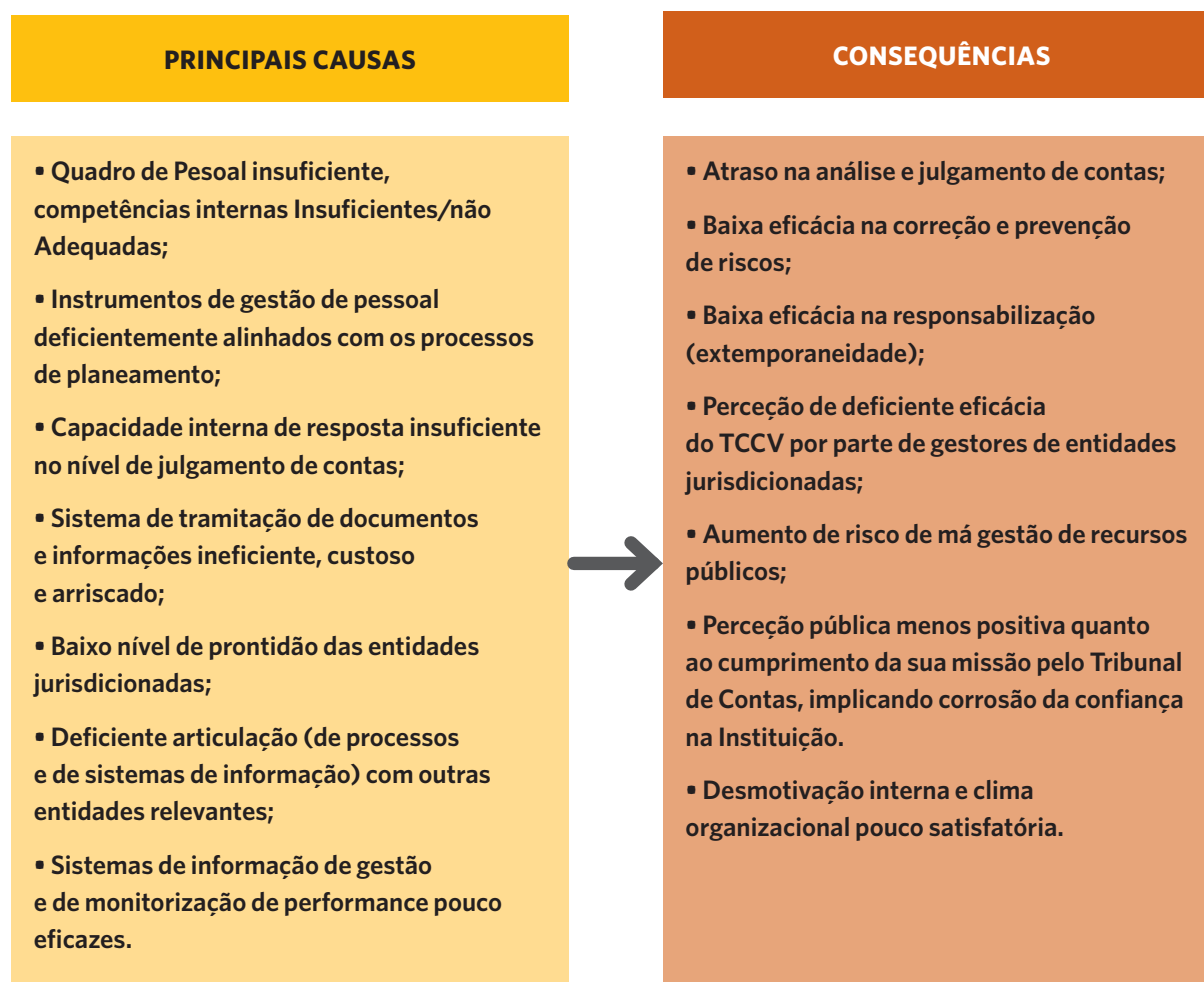 PRINCIPAIS CAUSAS
• Quadro de Pesoal insuficiente,
competências internas Insuficientes/não
Adequadas;
• Instrumentos de gestão de pessoal
deficientemente alinhados com os processos
de planeamento;
• Capacidade interna de resposta insuficiente
no nível de julgamento de contas;
• Sistema de tramitação de documentos
e informações ineficiente, custoso
e arriscado;
• Baixo nível de prontidão das entidades
jurisdicionadas;
• Deficiente articulação (de processos
e de sistemas de informação) com outras
entidades relevantes;
• Sistemas de informação de gestão
e de monitorização de performance pouco
eficazes.
CONSEQUÊNCIAS
• Atraso na análise e julgamento de contas;
• Baixa eficácia na correção e prevenção
de riscos;
• Baixa eficácia na responsabilização
(extemporaneidade);
• Perceção de deficiente eficácia
do TCCV por parte de gestores de entidades
jurisdicionadas;
• Aumento de risco de má gestão de recursos
públicos;
• Perceção pública menos positiva quanto
ao cumprimento da sua missão pelo Tribunal
de Contas, implicando corrosão da confiança
na Instituição.
• Desmotivação interna e clima
organizacional pouco satisfatória.